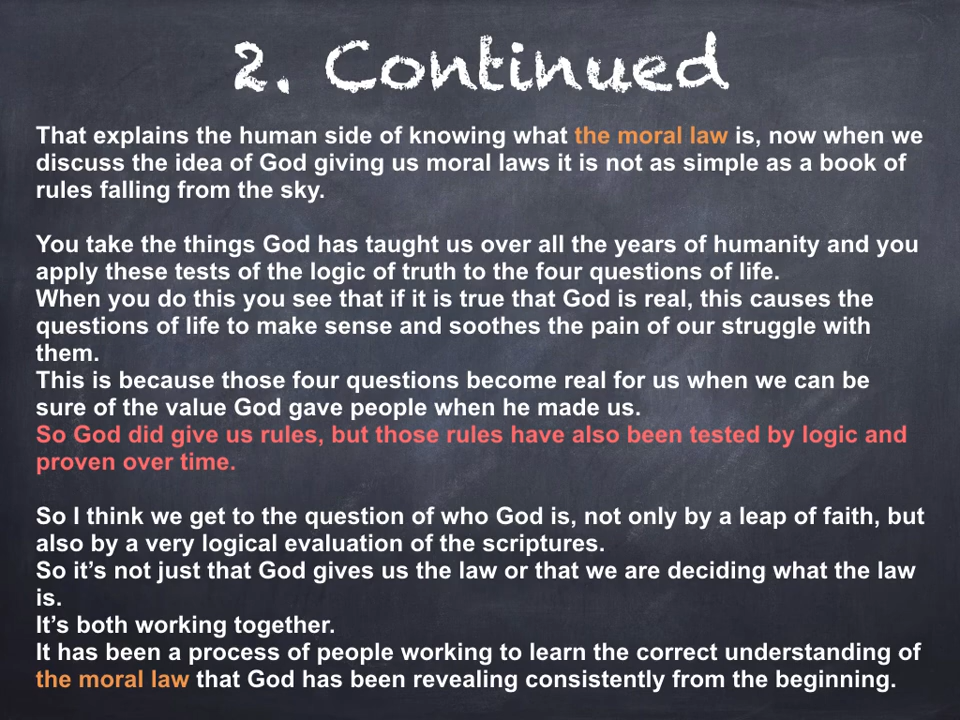 2. Continued
That explains the human side of knowing what the moral law is, now when we
discuss the idea of God giving us moral laws it is not as simple as a book of
rules falling from the sky.
You take the things God has taught us over all the years of humanity and you
apply these tests of the logic of truth to the four questions of life.
When you do this you see that if it is true that God is real, this causes the
questions of life to make sense and soothes the pain of our struggle with
them.
This is because those four questions become real for us when we can be
sure of the value God gave people when he made us.
So God did give us rules, but those rules have also been tested by logic and
proven over time.
So I think we get to the question of who God is, not only by a leap of faith, but
also by a very logical evaluation of the scriptures.
So it’s not just that God gives us the law or that we are deciding what the law
is.
It’s both working together.
It has been a process of people working to learn the correct understanding of
the moral law that God has been revealing consistently from the beginning.